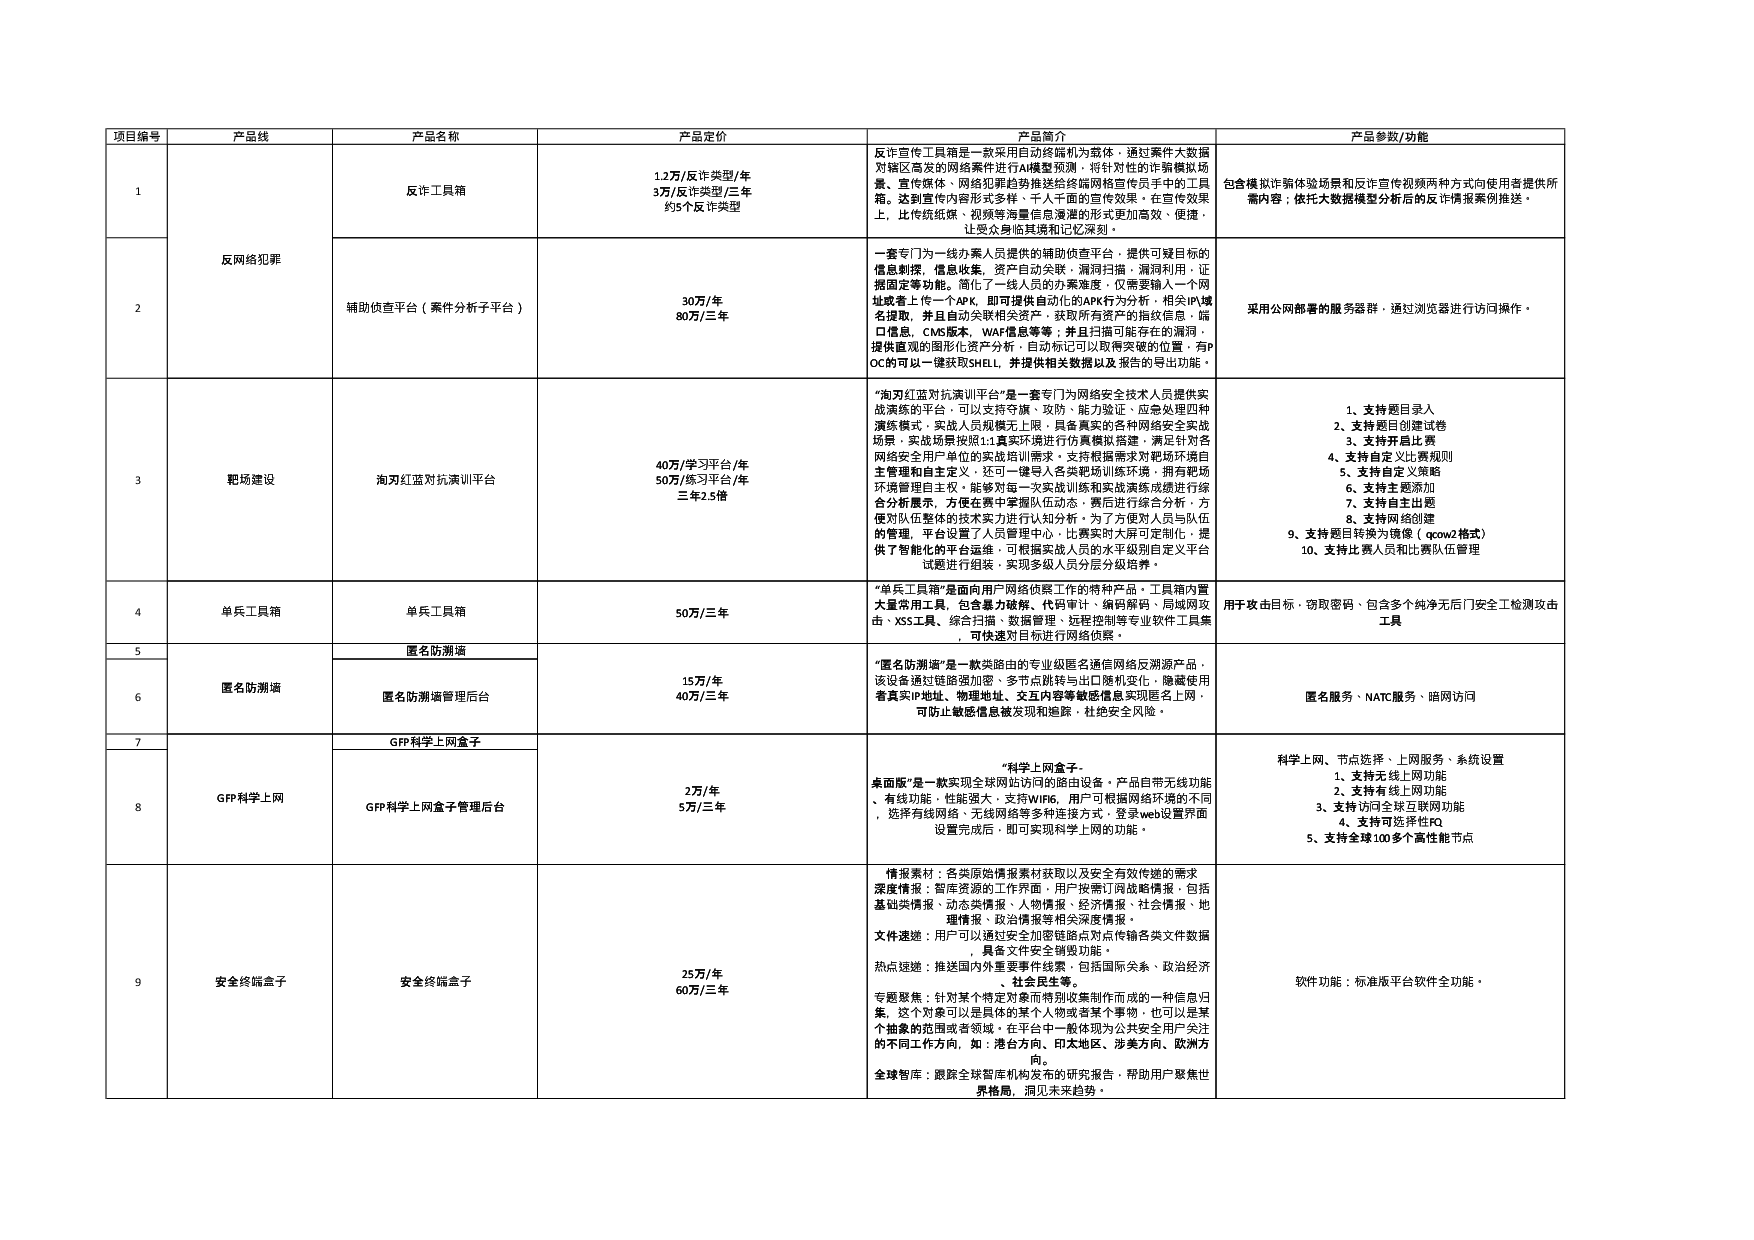 项目编号 产品线 产品名称 产品定价 产品简介 产品参数/功能
1
反网络犯罪
反诈工具箱
1.2万/反诈类型/年
3万/反诈类型/三年
约5个反诈类型
反诈宣传工具箱是一款采用自动终端机为载体，通过案件大数据
对辖区高发的网络案件进行AI模型预测，将针对性的诈骗模拟场
景、宣传媒体、网络犯罪趋势推送给终端网格宣传员手中的工具
箱。达到宣传内容形式多样、千人千面的宣传效果。在宣传效果
上，比传统纸媒、视频等海量信息漫灌的形式更加高效、便捷，
让受众身临其境和记忆深刻。
包含模拟诈骗体验场景和反诈宣传视频两种方式向使用者提供所
需内容；依托大数据模型分析后的反诈情报案例推送。
2
辅助侦查平台（案件分析子平台）
30万/年
80万/三年
一套专门为一线办案人员提供的辅助侦查平台，提供可疑目标的
信息刺探，信息收集，资产自动关联，漏洞扫描，漏洞利用，证
据固定等功能。简化了一线人员的办案难度，仅需要输入一个网
址或者上传一个APK，即可提供自动化的APK行为分析，相关IP\域
名提取，并且自动关联相关资产，获取所有资产的指纹信息，端
口信息，CMS版本，WAF信息等等；并且扫描可能存在的漏洞，
提供直观的图形化资产分析，自动标记可以取得突破的位置，有P
OC的可以一键获取SHELL，并提供相关数据以及报告的导出功能。
采用公网部署的服务器群，通过浏览器进行访问操作。
3
靶场建设
淘刃红蓝对抗演训平台
40万/学习平台/年
50万/练习平台/年
三年2.5倍
“淘刃红蓝对抗演训平台”是一套专门为网络安全技术人员提供实
战演练的平台，可以支持夺旗、攻防、能力验证、应急处理四种
演练模式，实战人员规模无上限，具备真实的各种网络安全实战
场景，实战场景按照1:1真实环境进行仿真模拟搭建，满足针对各
网络安全用户单位的实战培训需求。支持根据需求对靶场环境自
主管理和自主定义，还可一键导入各类靶场训练环境，拥有靶场
环境管理自主权。能够对每一次实战训练和实战演练成绩进行综
合分析展示，方便在赛中掌握队伍动态，赛后进行综合分析，方
便对队伍整体的技术实力进行认知分析。为了方便对人员与队伍
的管理，平台设置了人员管理中心，比赛实时大屏可定制化，提
供了智能化的平台运维，可根据实战人员的水平级别自定义平台
试题进行组装，实现多级人员分层分级培养。
1、支持题目录入
2、支持题目创建试卷
3、支持开启比赛
4、支持自定义比赛规则
5、支持自定义策略
6、支持主题添加
7、支持自主出题
8、支持网络创建
9、支持题目转换为镜像（qcow2格式）
10、支持比赛人员和比赛队伍管理
4
单兵工具箱
单兵工具箱
50万/三年
“单兵工具箱”是面向用户网络侦察工作的特种产品。工具箱内置
大量常用工具，包含暴力破解、代码审计、编码解码、局域网攻
击、XSS工具、综合扫描、数据管理、远程控制等专业软件工具集
，可快速对目标进行网络侦察。
用于攻击目标，窃取密码、包含多个纯净无后门安全工检测攻击
工具
5
匿名防溯墙
匿名防溯墙
6
匿名防溯墙管理后台
15万/年
40万/三年
“匿名防溯墙”是一款类路由的专业级匿名通信网络反溯源产品，
该设备通过链路强加密、多节点跳转与出口随机变化，隐藏使用
者真实IP地址、物理地址、交互内容等敏感信息实现匿名上网，
可防止敏感信息被发现和追踪，杜绝安全风险。
匿名服务、NATC服务、暗网访问
7
GFP科学上网
GFP科学上网盒子
8
GFP科学上网盒子管理后台
2万/年
5万/三年
“科学上网盒子-
桌面版”是一款实现全球网站访问的路由设备。产品自带无线功能
、有线功能，性能强大，支持WIFI6，用户可根据网络环境的不同
，选择有线网络、无线网络等多种连接方式，登录web设置界面
设置完成后，即可实现科学上网的功能。
科学上网、节点选择、上网服务、系统设置
1、支持无线上网功能
2、支持有线上网功能
3、支持访问全球互联网功能
4、支持可选择性FQ
5、支持全球100多个高性能节点
9
安全终端盒子
安全终端盒子
25万/年
60万/三年
情报素材：各类原始情报素材获取以及安全有效传递的需求
深度情报：智库资源的工作界面，用户按需订阅战略情报，包括
基础类情报、动态类情报、人物情报、经济情报、社会情报、地
理情报、政治情报等相关深度情报。
文件速递：用户可以通过安全加密链路点对点传输各类文件数据
，具备文件安全销毁功能。
热点速递：推送国内外重要事件线索，包括国际关系、政治经济
、社会民生等。
专题聚焦：针对某个特定对象而特别收集制作而成的一种信息归
集，这个对象可以是具体的某个人物或者某个事物，也可以是某
个抽象的范围或者领域。在平台中一般体现为公共安全用户关注
的不同工作方向，如：港台方向、印太地区、涉美方向、欧洲方
向。
全球智库：跟踪全球智库机构发布的研究报告，帮助用户聚焦世
界格局，洞见未来趋势。
软件功能：标准版平台软件全功能。